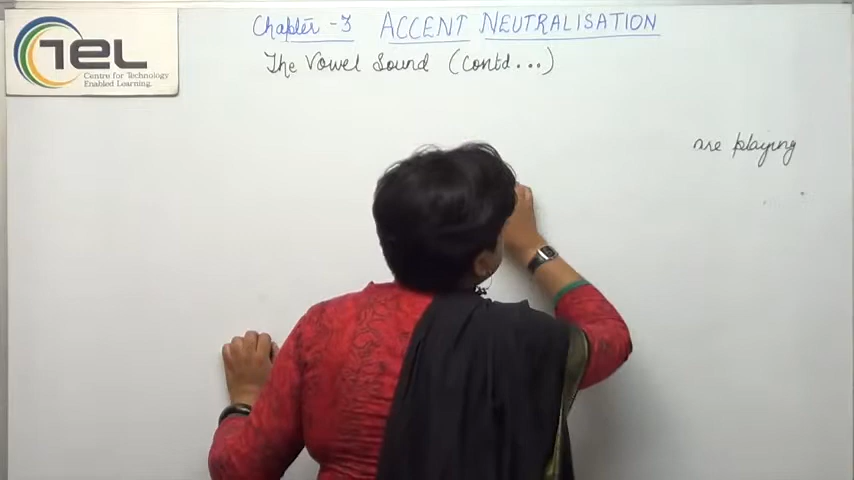 TEL
Centre for Technology
Enabled Learning.
Chapter - 3 ACCENT NEUTRALISATION
The Vowel Sound (contd...)
are playing